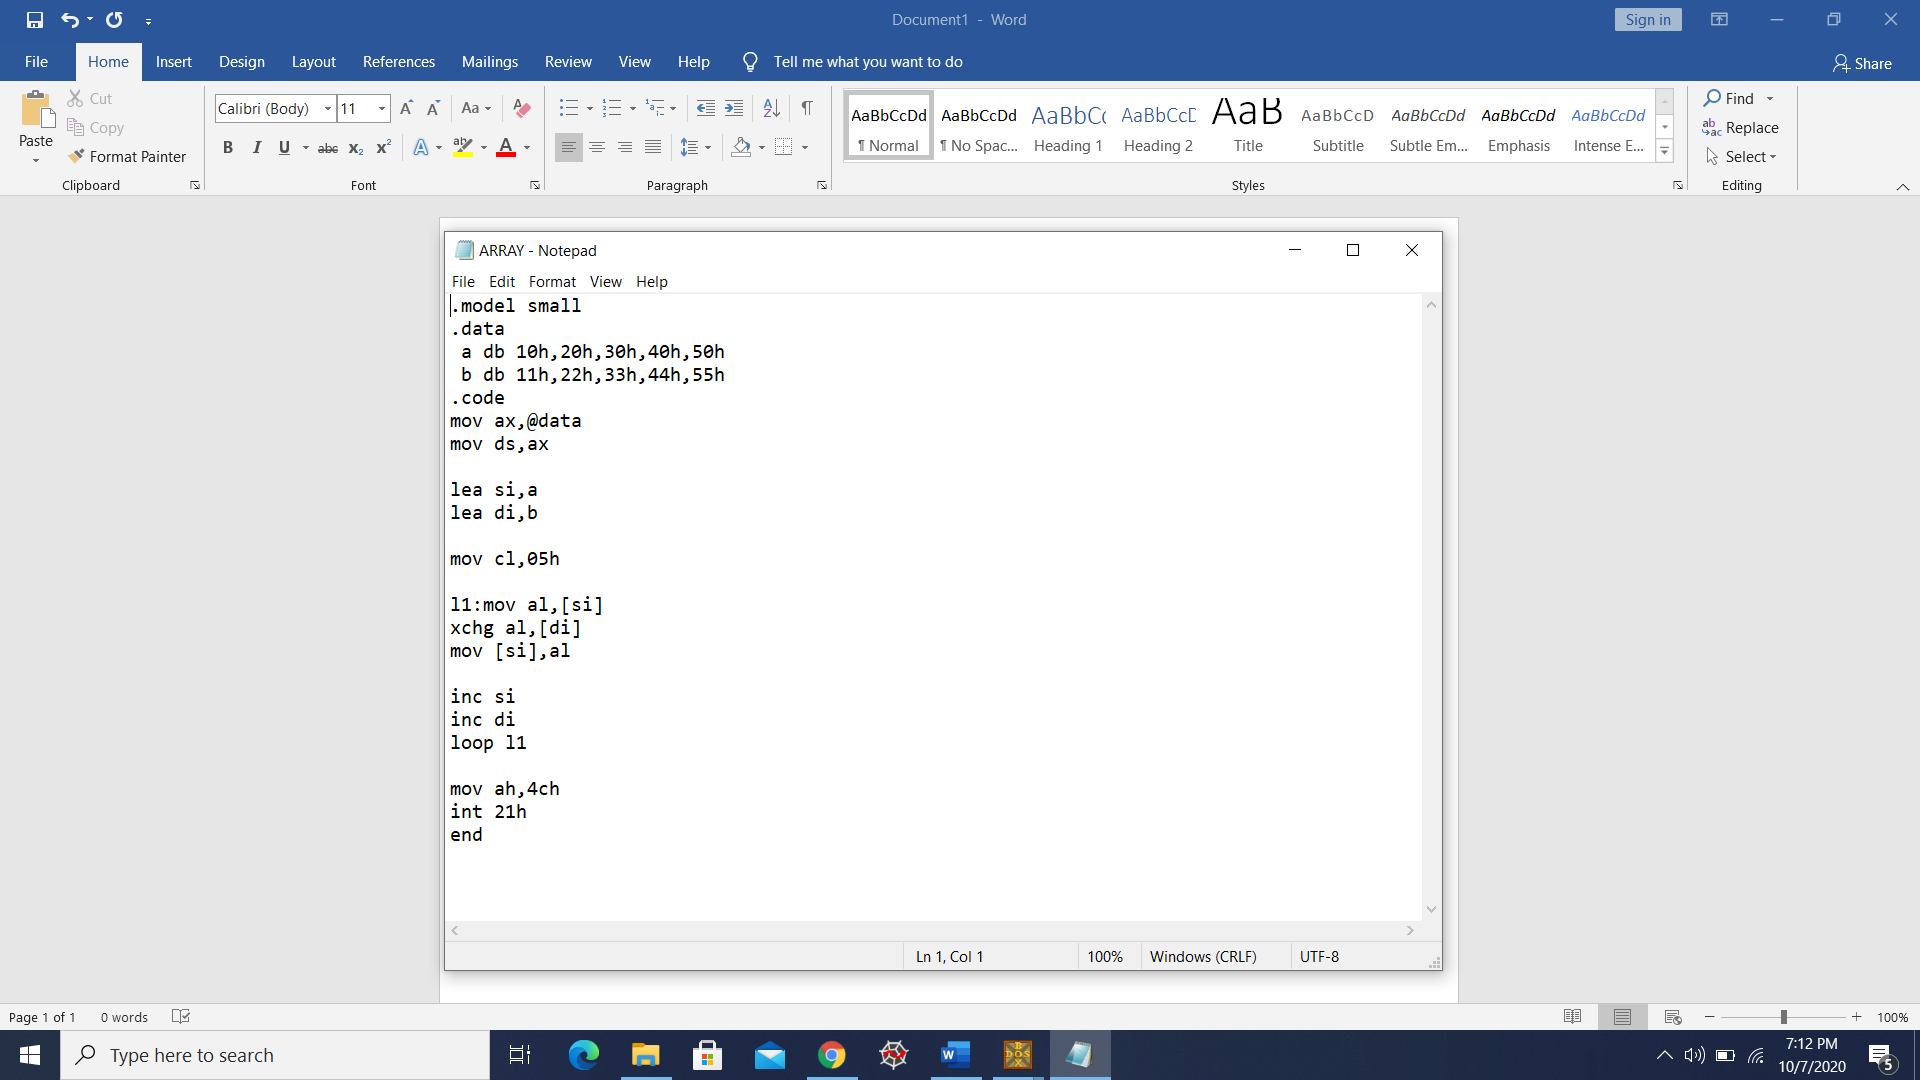 Document1 - Word
Sign in
File Home Insert Design Layout References Mailings Review View Help Tell me what you want to do
Share
Paste
Cut
Copy
Format Painter
Clipboard
Calibri (Body) 11
Aa
B I U abc x₂ x²
Font
Paragraph
AaBbCcDd AaBbCcDd AaBbCc AaBbCcE AaB AaBbCcD AaBbCcDd AaBbCcDd AaBbCcDd
¶ Normal ¶ No Spac... Heading 1 Heading 2 Title Subtitle Subtle Em... Emphasis Intense E...
Styles
Find
Replace
Select
Editing
ARRAY - Notepad
File Edit Format View Help
.model small
.data
a db 10h,20h,30h,40h,50h
b db 11h,22h,33h,44h,55h
.code
mov ax,@data
mov ds,ax
lea si,a
lea di,b
mov cl,05h
l1:mov al,[si]
xchg al,[di]
mov [si],al
inc si
inc di
loop l1
mov ah,4ch
int 21h
end
Ln 1, Col 1 100% Windows (CRLF) UTF-8
Page 1 of 1 0 words 100%
Type here to search
7:12 PM
10/7/2020
5